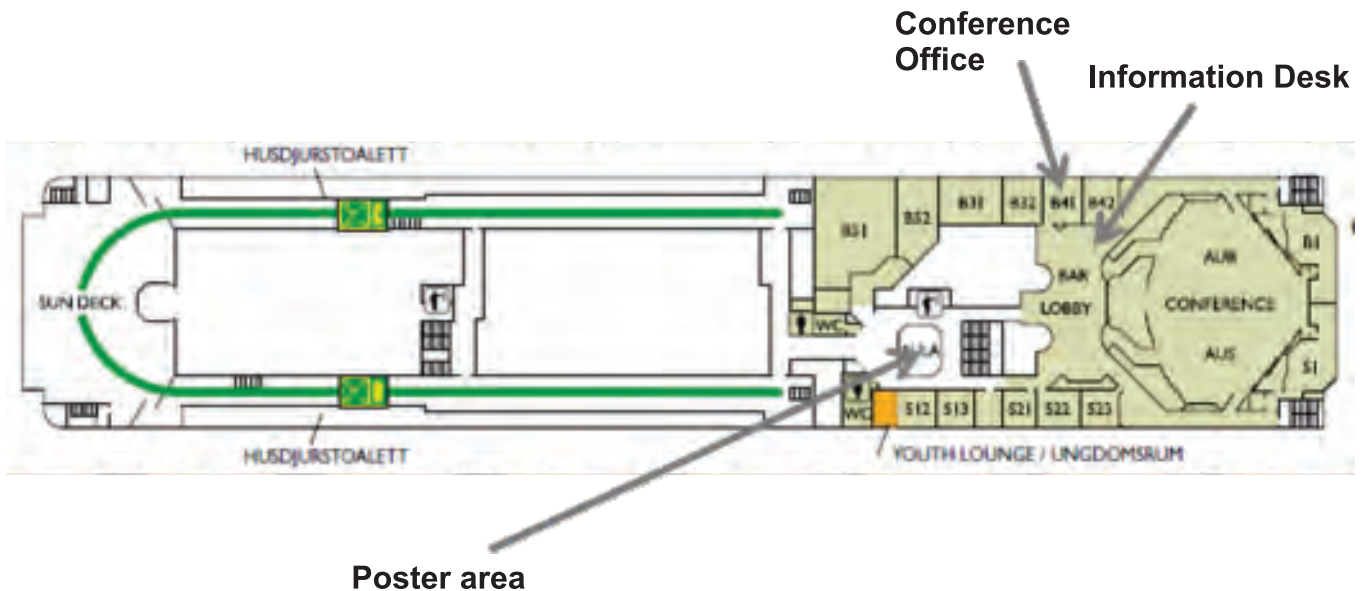 Conference
Office
Information Desk
HUSDJURSTOALETT
B51
B52
B31
B32
B41
B42
B1
AUB
BAR
SUN DECK
LOBBY
CONFERENCE
WC
AULA
AUS
S1
WC
S12
S13
S21
S22
S23
HUSDJURSTOALETT
YOUTH LOUNGE / UNGDOMSRUM
Poster area